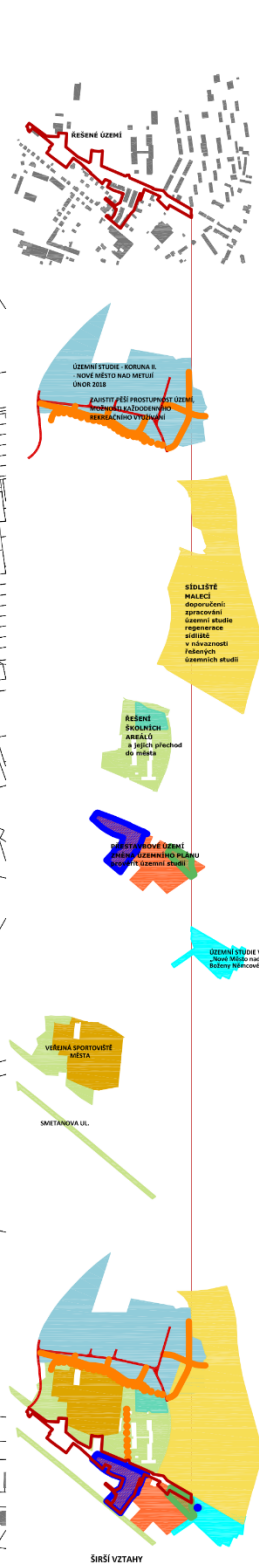 ŘEŠENÉ ÚZEMÍ
ÚZEMNÍ STUDIE - KORUNA II.
- NOVÉ MĚSTO NAD METUJÍ
ÚNOR 2018
ZAJISTIT PĚŠÍ PROSTUPNOST ÚZEMÍ,
MOŽNOSTI KAŽDODENNÍHO
REKREAČNÍHO VYUŽÍVÁNÍ
SÍDLIŠTĚ
MALECÍ
doporučení:
zpracování
územní studie
regenerace
sídliště
v návaznosti
řešených
územních studií
ŘEŠENÍ
ŠKOLNÍCH
AREÁLŮ
a jejich přechod
do města
PŘESTAVBOVÉ ÚZEMÍ
ZMĚNY ÚZEMNÍHO PLÁNU
územní studií
ÚZEMNÍ STUDIE V
„Nové Město nad
Boženy Němcové
VEŘEJNÁ SPORTOVIŠTĚ
MĚSTA
SMETANOVA UL.
ŠIRŠÍ VZTAHY